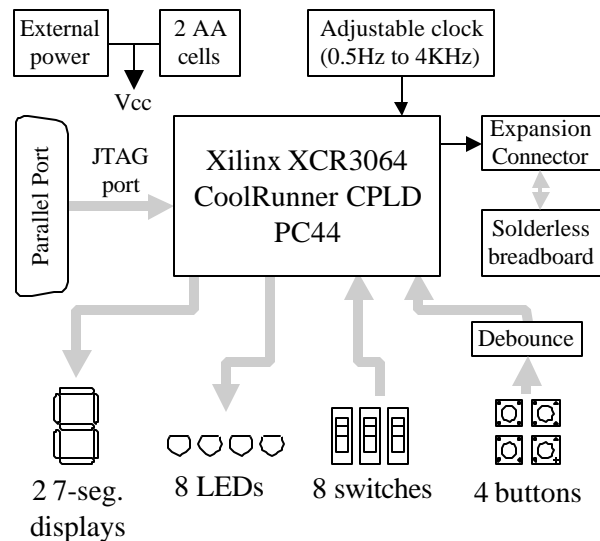 External
power
2 AA
cells
Adjustable clock
(0.5Hz to 4KHz)
Vcc
Parallel Port
JTAG
port
Xilinx XCR3064
CoolRunner CPLD
PC44
Expansion
Connector
Solderless
breadboard
Debounce
2 7-seg.
displays
8 LEDs
8 switches
4 buttons